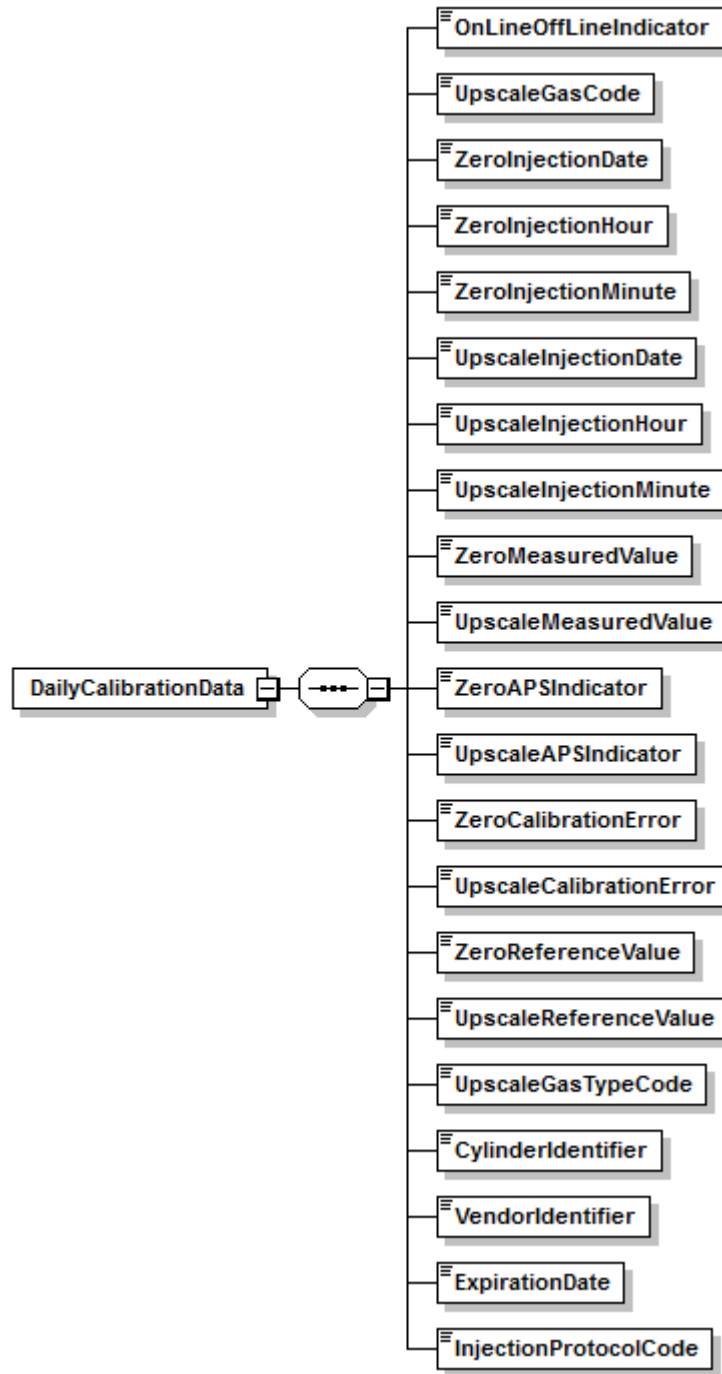 OnLineOffLineIndicator
UpscaleGasCode
ZeroInjectionDate
ZeroInjectionHour
ZeroInjectionMinute
UpscaleInjectionDate
UpscaleInjectionHour
UpscaleInjectionMinute
ZeroMeasuredValue
UpscaleMeasuredValue
DailyCalibrationData
ZeroAPSIndicator
UpscaleAPSIndicator
ZeroCalibrationError
UpscaleCalibrationError
ZeroReferenceValue
UpscaleReferenceValue
UpscaleGasTypeCode
CylinderIdentifier
VendorIdentifier
ExpirationDate
InjectionProtocolCode